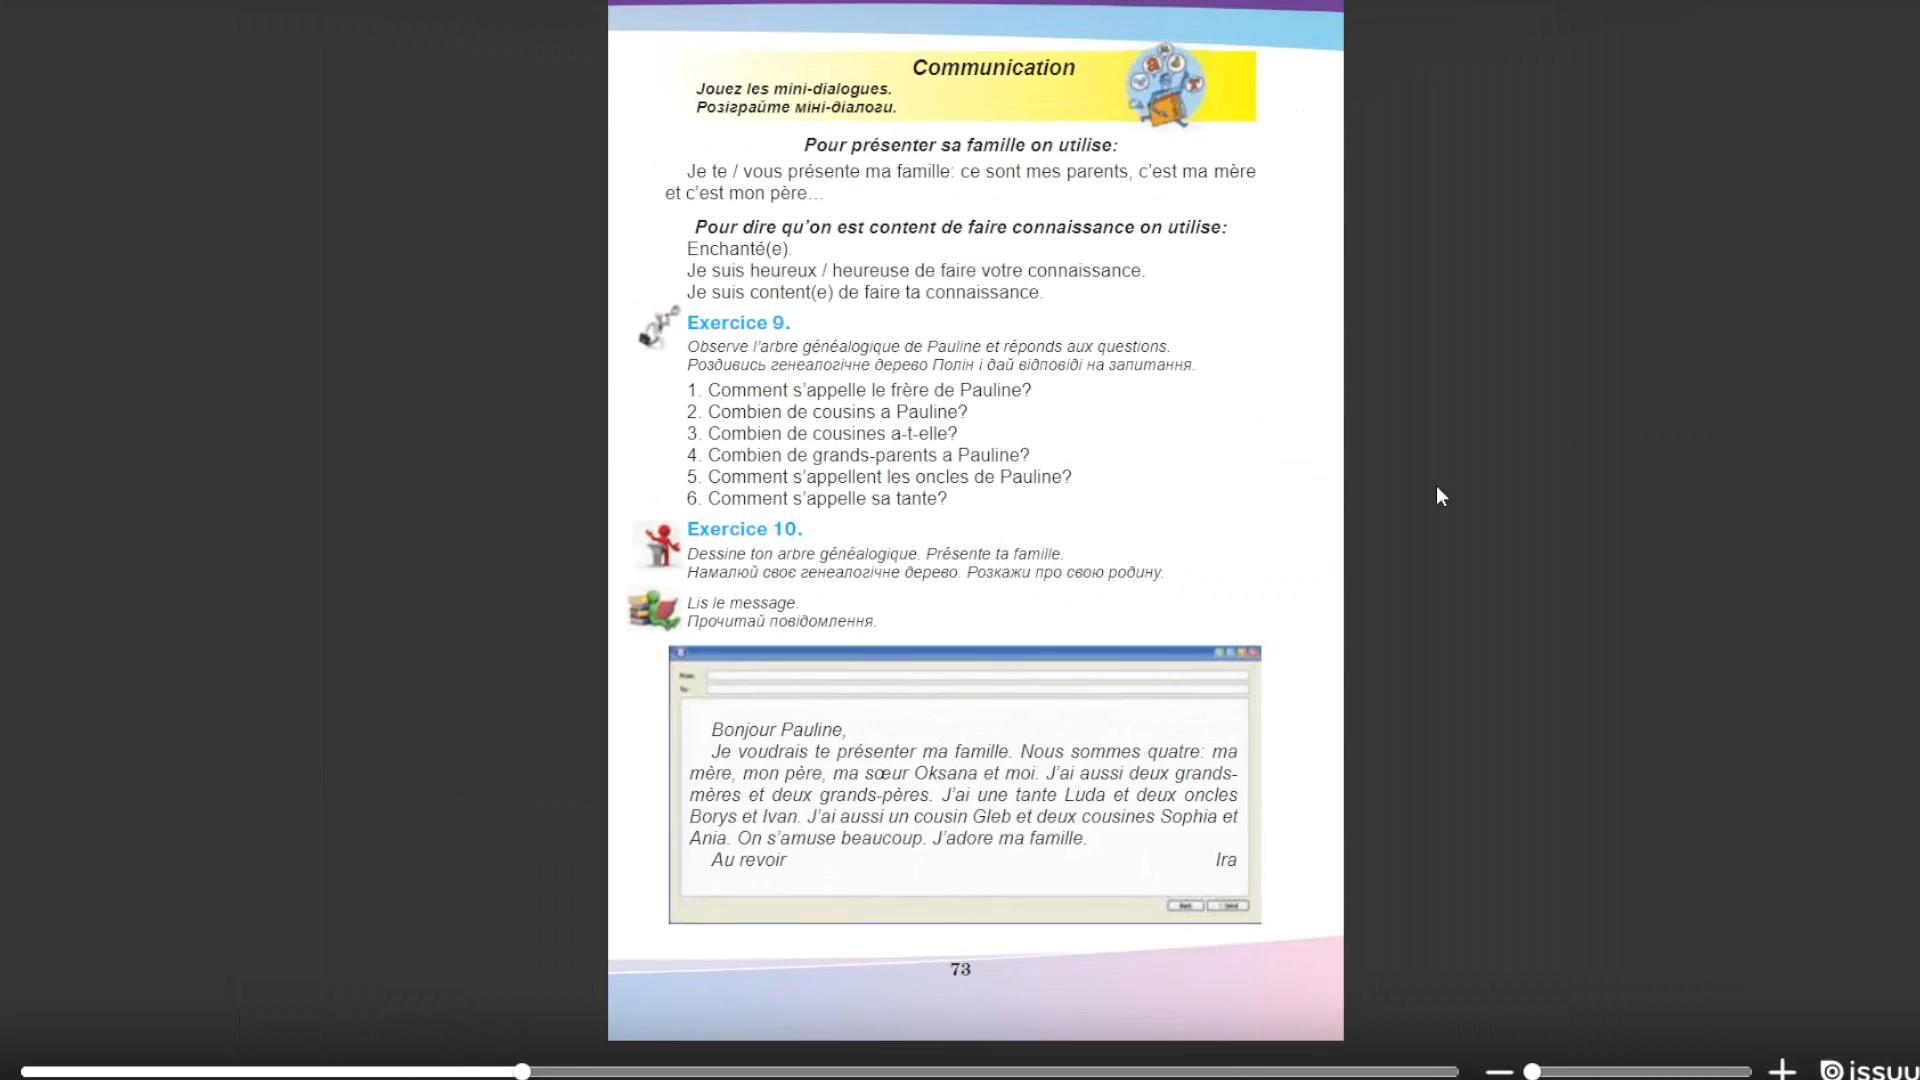 Communication
Jouez les mini-dialogues.
Розіграйте міні-діалоги.
Pour présenter sa famille on utilise:
Je te / vous présente ma famille: ce sont mes parents, c’est ma mère
et c’est mon père...
Pour dire qu’on est content de faire connaissance on utilise:
Enchanté(e).
Je suis heureux / heureuse de faire votre connaissance.
Je suis content(e) de faire ta connaissance.
Exercice 9.
Observe l’arbre généalogique de Pauline et réponds aux questions.
Роздивись генеалогічне дерево Полін і дай відповіді на запитання.
1. Comment s’appelle le frère de Pauline?
2. Combien de cousins a Pauline?
3. Combien de cousines a-t-elle?
4. Combien de grands-parents a Pauline?
5. Comment s’appellent les oncles de Pauline?
6. Comment s’appelle sa tante?
Exercice 10.
Dessine ton arbre généalogique. Présente ta famille.
Намалюй своє генеалогічне дерево. Розкажи про свою родину.
Lis le message.
Прочитай повідомлення.
Bonjour Pauline,
Je voudrais te présenter ma famille. Nous sommes quatre: ma
mère, mon père, ma sœur Oksana et moi. J’ai aussi deux grands-
mères et deux grands-pères. J’ai une tante Luda et deux oncles
Borys et Ivan. J’ai aussi un cousin Gleb et deux cousines Sophia et
Ania. On s’amuse beaucoup. J’adore ma famille.
Au revoir Ira
73
issuu